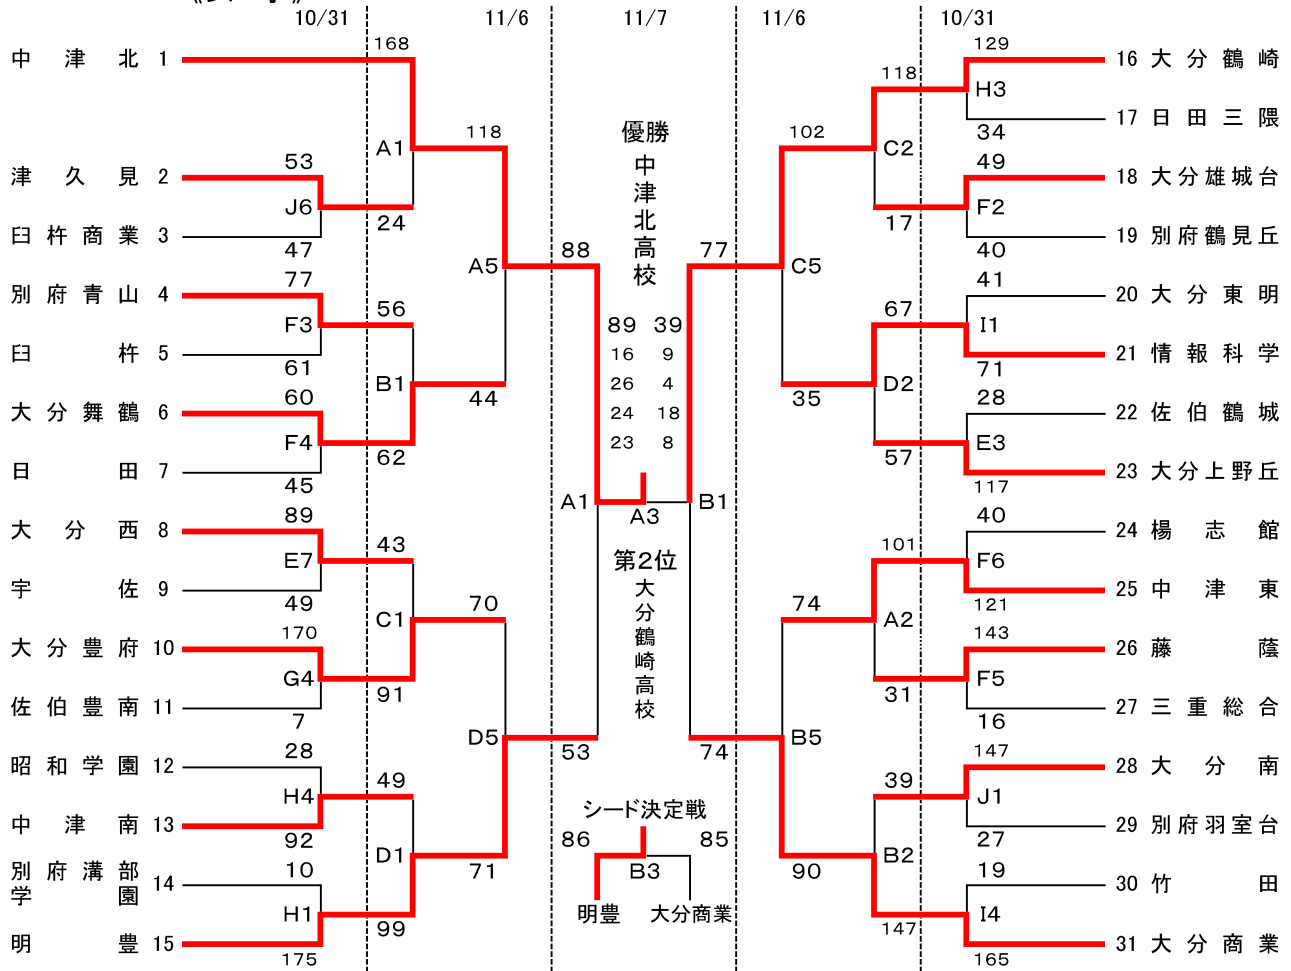 10/31 11/6 11/7 11/6 10/31
中津北 1
津久見 2
臼杵商業 3
別府青山 4
臼杵 5
大分舞鶴 6
日田 7
大分西 8
宇佐 9
大分豊府 10
佐伯豊南 11
昭和学園 12
中津南 13
別府溝部学園 14
明豊 15
53
J6
47
77
F3
61
60
F4
45
89
E7
49
170
G4
7
28
H4
92
10
H1
175
168
A1
24
56
B1
62
43
C1
91
49
D1
99
118
A5
44
70
D5
71
88
A1
53
優勝
中津北高校
89 39
16 9
26 4
24 18
23 8
A3
第2位
大分鶴崎高校
シード決定戦
86 85
B3
明豊 大分商業
77
B1
74
102
C5
35
74
B5
90
118
C2
17
67
D2
57
101
A2
31
39
B2
147
129
H3
34
49
F2
40
41
I1
71
28
E3
117
40
F6
121
143
F5
16
147
J1
27
19
I4
165
16 大分鶴崎
17 日田三隈
18 大分雄城台
19 別府鶴見丘
20 大分東明
21 情報科学
22 佐伯鶴城
23 大分上野丘
24 楊志館
25 中津東
26 藤蔭
27 三重総合
28 大分南
29 別府羽室台
30 竹田
31 大分商業